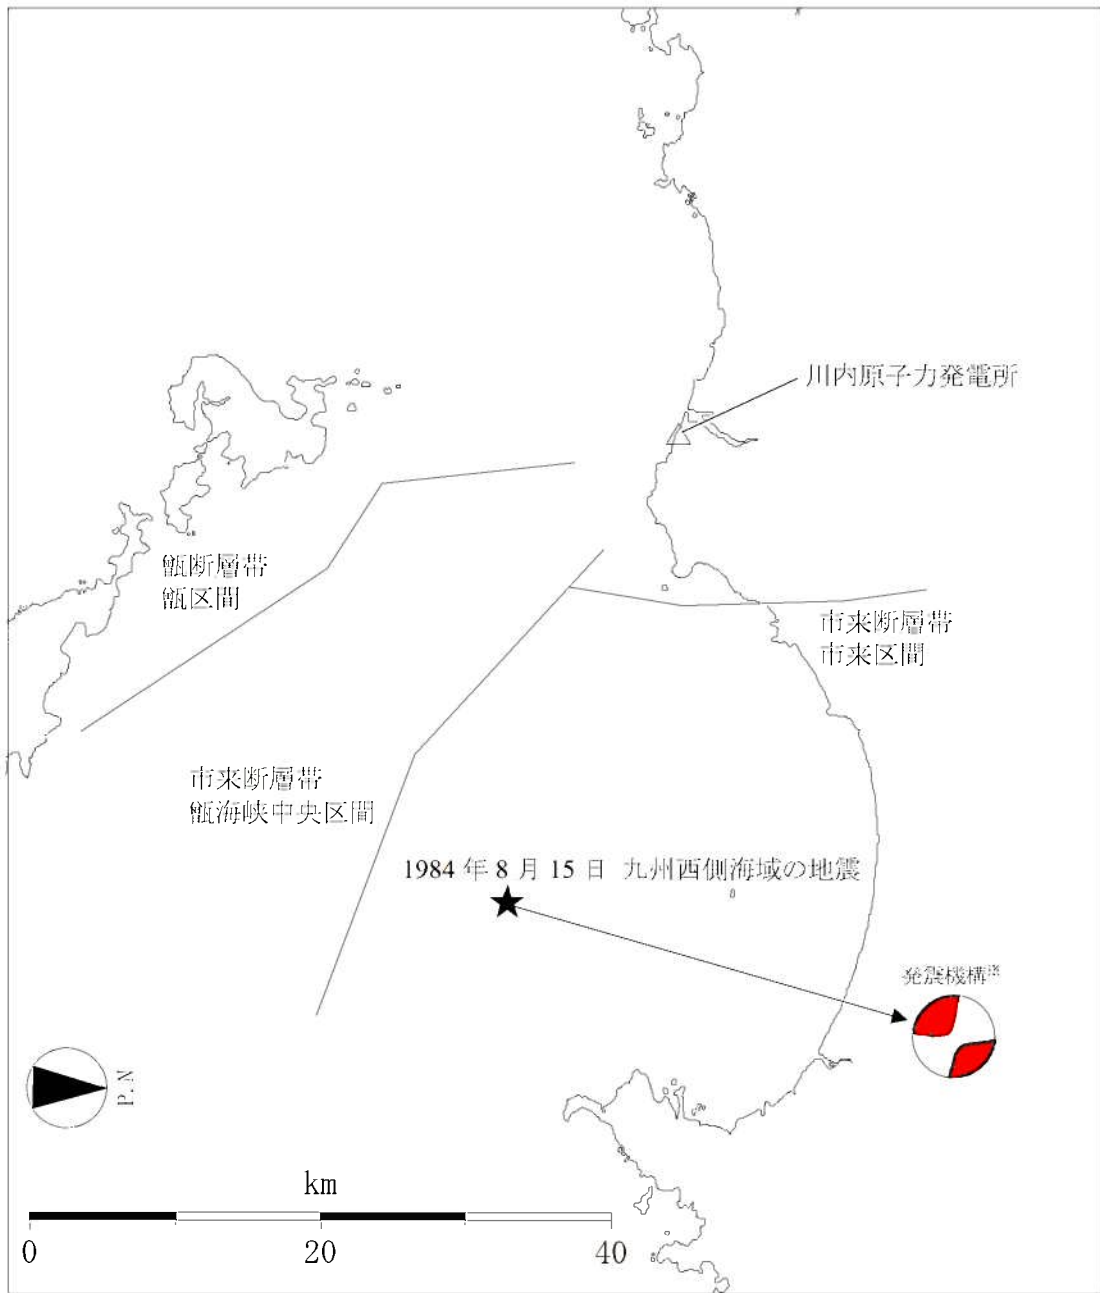 川内原子力発電所
甑断層帯
甑区間
市来断層帯
市来区間
市来断層帯
甑海峡中央区間
1984 年 8 月 15 日 九州西側海域の地震
発震機構※
P.N
km
0 20 40